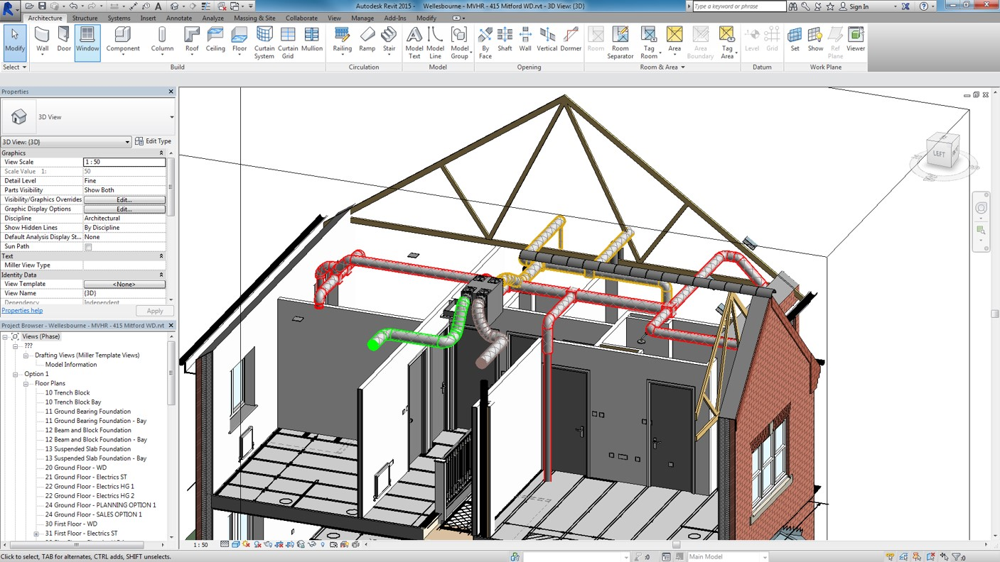 Autodesk Revit 2015 - Wellesbourne - MVHR - 415 Mitford WD.rvt - 3D View: {3D}
Type a keyword or phrase
Sign In
Architecture Structure Systems Insert Annotate Analyze Massing & Site Collaborate View Manage Add-Ins Modify
Modify Wall Door Window Component Column Roof Ceiling Floor Curtain System Curtain Grid Mullion Railing Ramp Stair Model Text Model Line Model Group By Face Shaft Wall Vertical Dormer Room Room Separator Tag Room Area Area Boundary Tag Area Level Grid Set Show Ref Plane Viewer
Select Build Circulation Model Opening Room & Area Datum Work Plane
Properties
3D View
3D View: {3D} Edit Type
Graphics
View Scale 1 : 50
Scale Value 1: 50
Detail Level Fine
Parts Visibility Show Both
Visibility/Graphics Overrides Edit...
Graphic Display Options Edit...
Discipline Architectural
Show Hidden Lines By Discipline
Default Analysis Display St... None
Sun Path
Text
Miller View Type
Identity Data
View Template <None>
View Name {3D}
Dependency Independent
Properties help Apply
Project Browser - Wellesbourne - MVHR - 415 Mitford WD.rvt
Views (Phase)
???
Drafting Views (Miller Template Views)
Model Information
Option 1
Floor Plans
10 Trench Block
10 Trench Block Bay
11 Ground Bearing Foundation
11 Ground Bearing Foundation - Bay
12 Beam and Block Foundation
12 Beam and Block Foundation - Bay
13 Suspended Slab Foundation
13 Suspended Slab Foundation - Bay
20 Ground Floor - WD
21 Ground Floor - Electrics ST
22 Ground Floor - Electrics HG 1
22 Ground Floor - Electrics HG 2
24 Ground Floor - PLANNING OPTION 1
24 Ground Floor - SALES OPTION 1
30 First Floor - WD
31 First Floor - Electrics ST
LEFT
1 : 50
Click to select, TAB for alternates, CTRL adds, SHIFT unselects.
:0
Main Model
:0